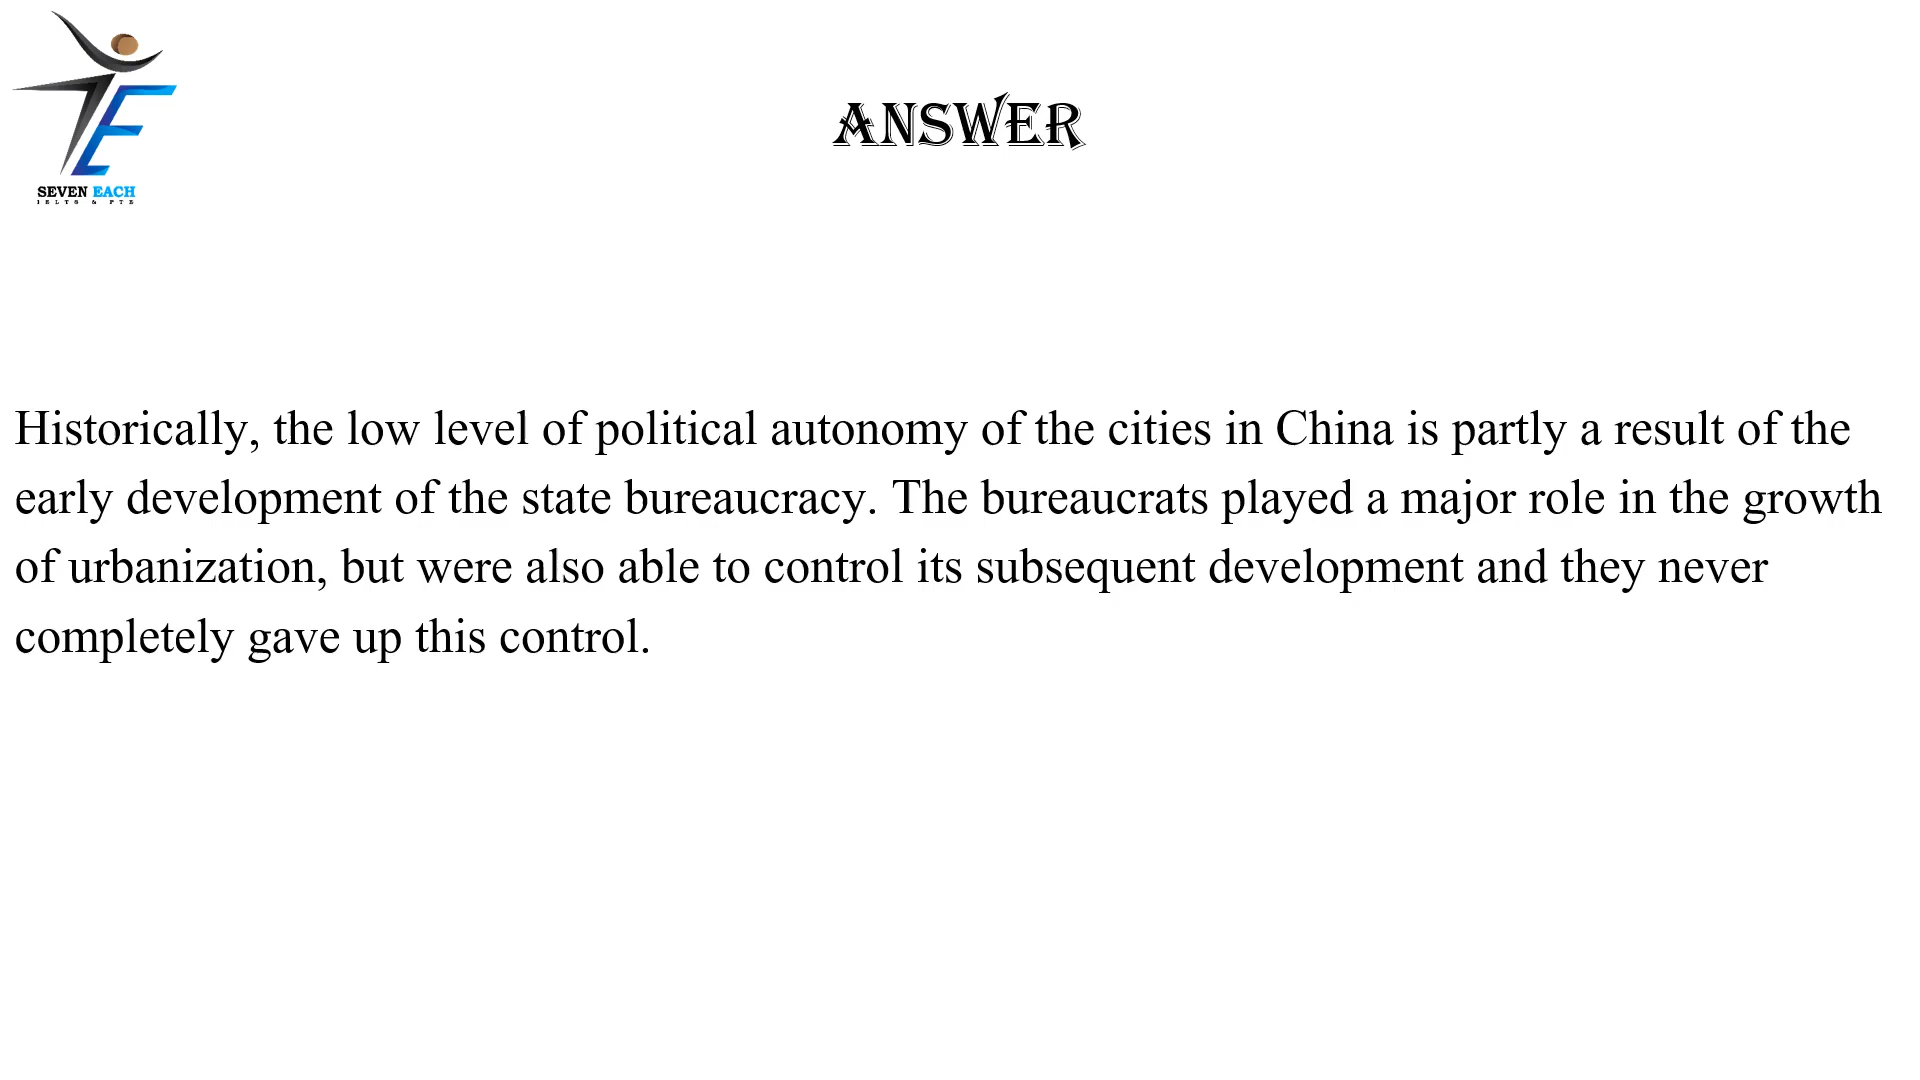 ANSWER
SEVEN EACH
IELTS & PTE
Historically, the low level of political autonomy of the cities in China is partly a result of the
early development of the state bureaucracy. The bureaucrats played a major role in the growth
of urbanization, but were also able to control its subsequent development and they never
completely gave up this control.